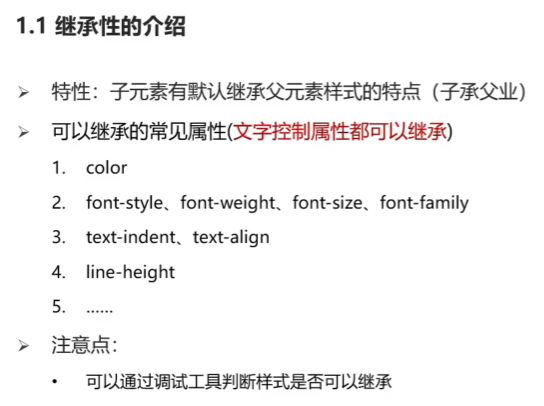 1.1 继承性的介绍
➢ 特性：子元素有默认继承父元素样式的特点（子承父业）
➢ 可以继承的常见属性(文字控制属性都可以继承)
1. color
2. font-style、font-weight、font-size、font-family
3. text-indent、text-align
4. line-height
5. ……
➢ 注意点：
• 可以通过调试工具判断样式是否可以继承